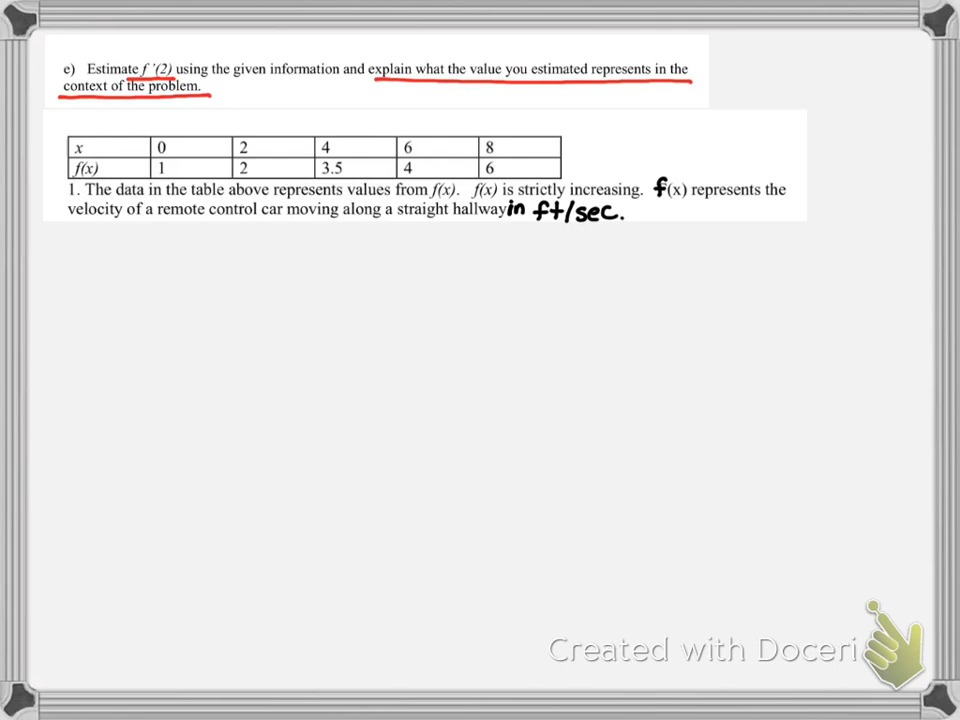 e) Estimate f ´(2) using the given information and explain what the value you estimated represents in the
context of the problem.
x 0 2 4 6 8
f(x) 1 2 3.5 4 6
1. The data in the table above represents values from f(x). f(x) is strictly increasing. f(x) represents the
velocity of a remote control car moving along a straight hallway in ft/sec.
Created with Doceri